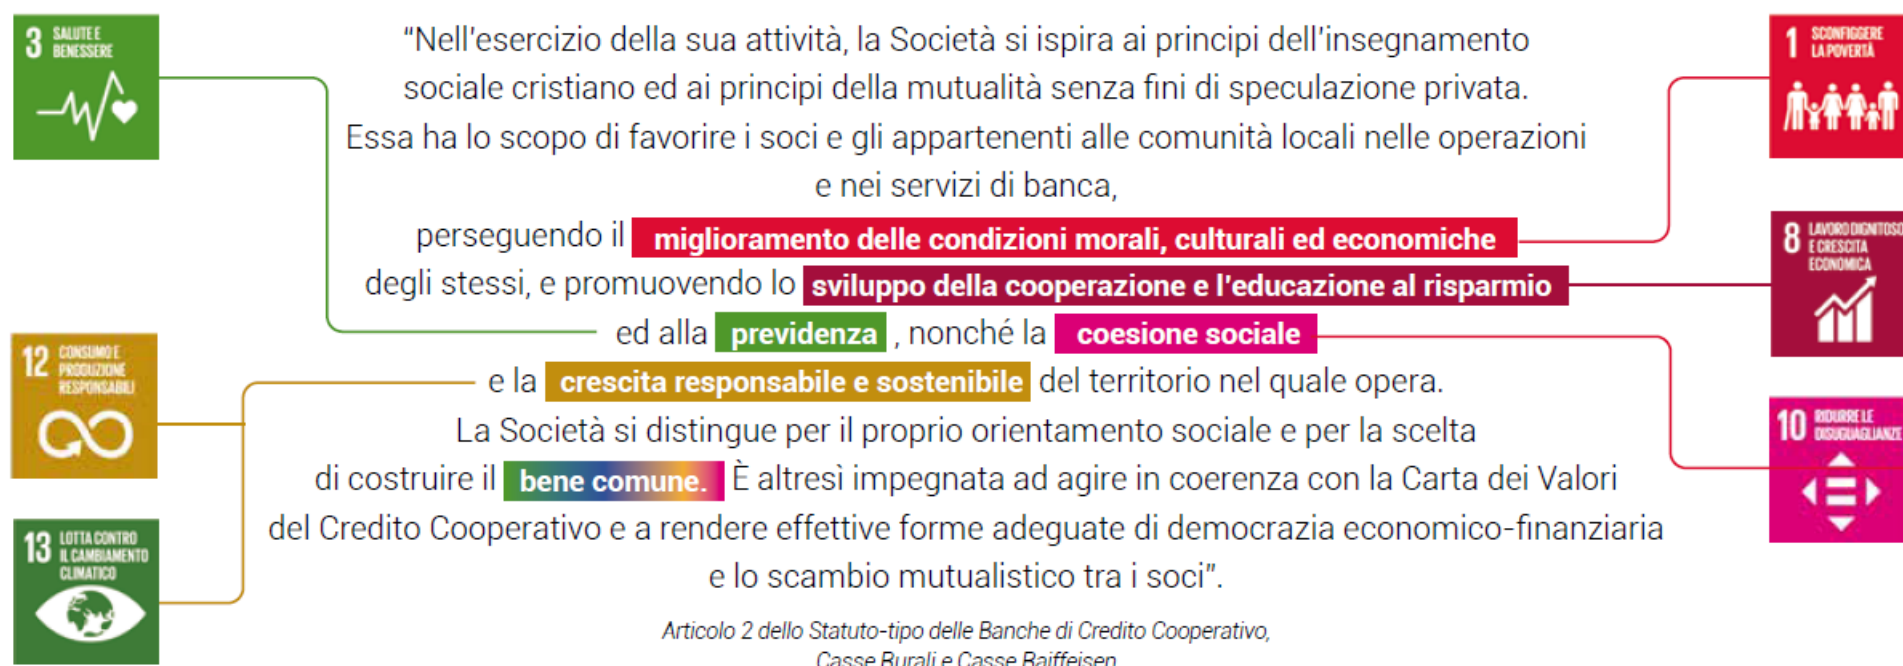 3 SALUTE E
BENESSERE
12 CONSUMO E
PRODUZIONE
RESPONSABILI
13 LOTTA CONTRO
IL CAMBIAMENTO
CLIMATICO
“Nell'esercizio della sua attività, la Società si ispira ai principi dell'insegnamento
sociale cristiano ed ai principi della mutualità senza fini di speculazione privata.
Essa ha lo scopo di favorire i soci e gli appartenenti alle comunità locali nelle operazioni
e nei servizi di banca,
perseguendo il miglioramento delle condizioni morali, culturali ed economiche
degli stessi, e promuovendo lo sviluppo della cooperazione e l'educazione al risparmio
ed alla previdenza , nonché la coesione sociale
e la crescita responsabile e sostenibile del territorio nel quale opera.
La Società si distingue per il proprio orientamento sociale e per la scelta
di costruire il bene comune. È altresì impegnata ad agire in coerenza con la Carta dei Valori
del Credito Cooperativo e a rendere effettive forme adeguate di democrazia economico-finanziaria
e lo scambio mutualistico tra i soci”.
Articolo 2 dello Statuto-tipo delle Banche di Credito Cooperativo,
Casse Rurali e Casse Raiffeisen
1 SCONFIGGERE
LA POVERTÀ
8 LAVORO DIGNITOSO
E CRESCITA
ECONOMICA
10 RIDURRE LE
DISUGUAGLIANZE